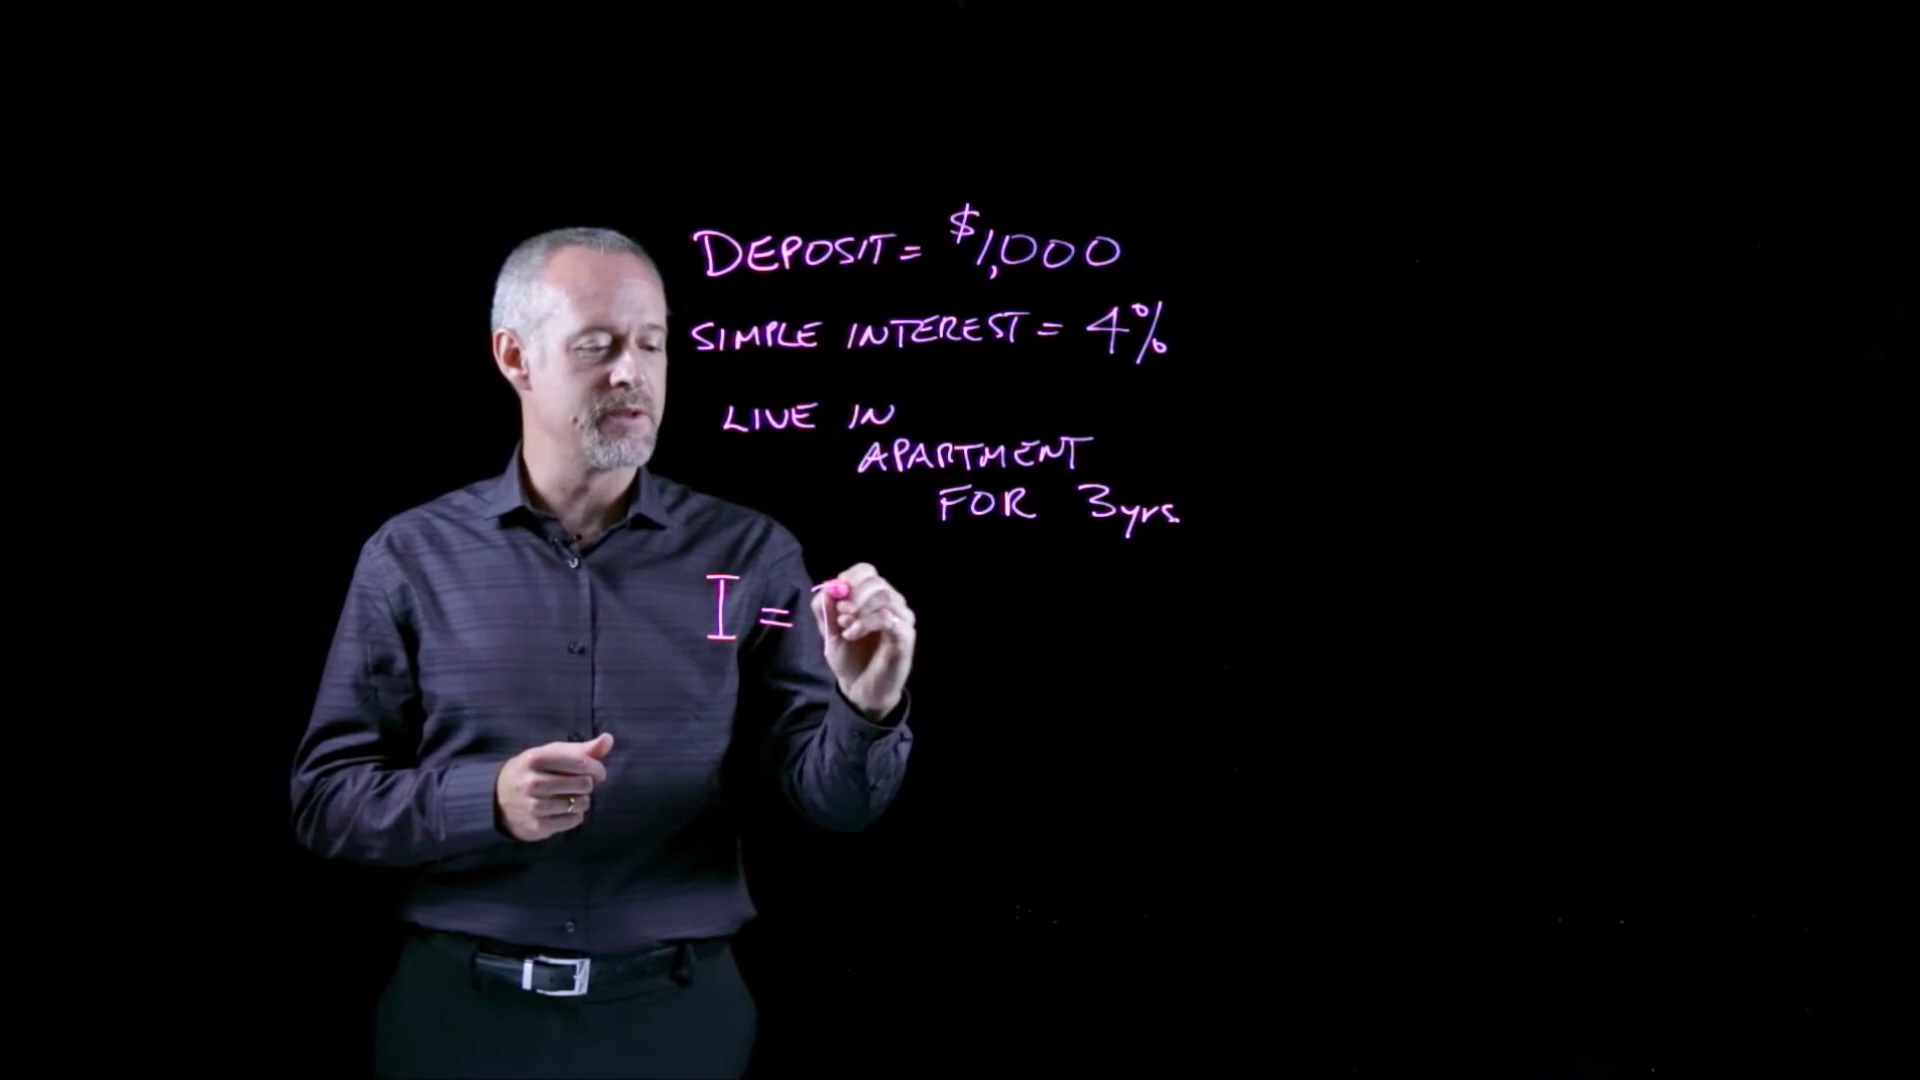 DEPOSIT = $1,000
SIMPLE INTEREST = 4%
LIVE IN
APARTMENT
FOR 3yrs.
I =